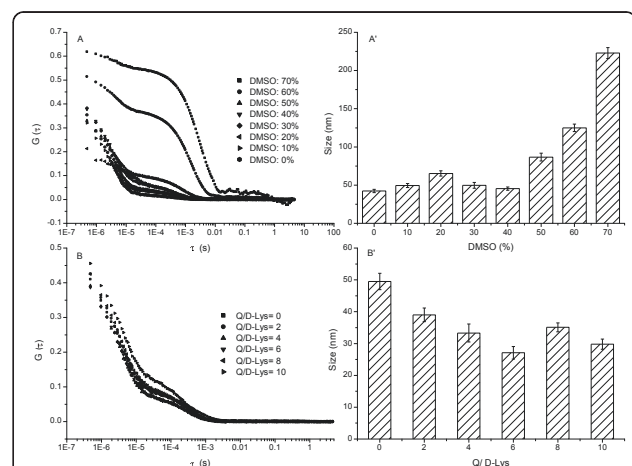 A
G (τ)
0.7
0.6
0.5
0.4
0.3
0.2
0.1
0.0
-0.1
DMSO: 70%
DMSO: 60%
DMSO: 50%
DMSO: 40%
DMSO: 30%
DMSO: 20%
DMSO: 10%
DMSO: 0%
1E-7 1E-6 1E-5 1E-4 1E-3 0.01 0.1 1 10 100
τ (s)
A'
Size (nm)
250
200
150
100
50
0
0 10 20 30 40 50 60 70
DMSO (%)
B
G (τ)
0.5
0.4
0.3
0.2
0.1
0.0
Q/D-Lys= 0
Q/D-Lys= 2
Q/D-Lys= 4
Q/D-Lys= 6
Q/D-Lys= 8
Q/D-Lys= 10
1E-7 1E-6 1E-5 1E-4 1E-3 0.01 0.1 1
τ (s)
B'
Size (nm)
60
50
40
30
20
10
0
0 2 4 6 8 10
Q/ D-Lys